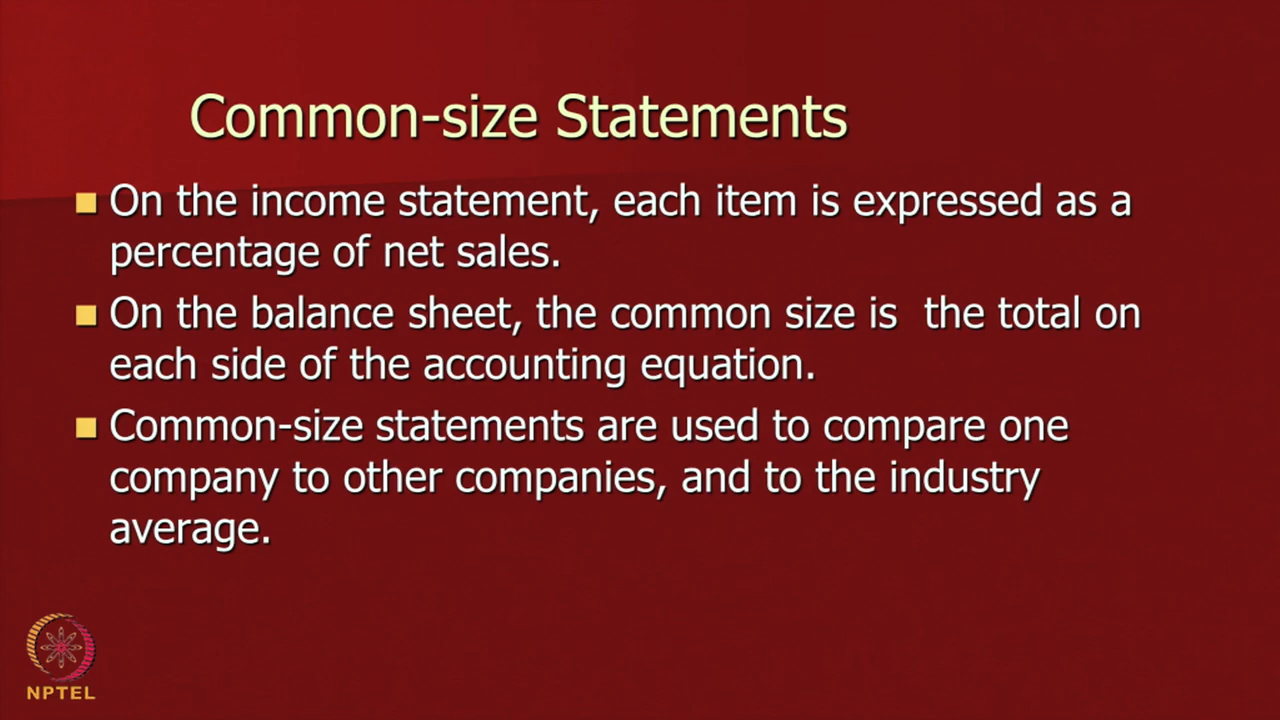 Common-size Statements
On the income statement, each item is expressed as a
percentage of net sales.
On the balance sheet, the common size is  the total on
each side of the accounting equation.
Common-size statements are used to compare one
company to other companies, and to the industry
average.
NPTEL